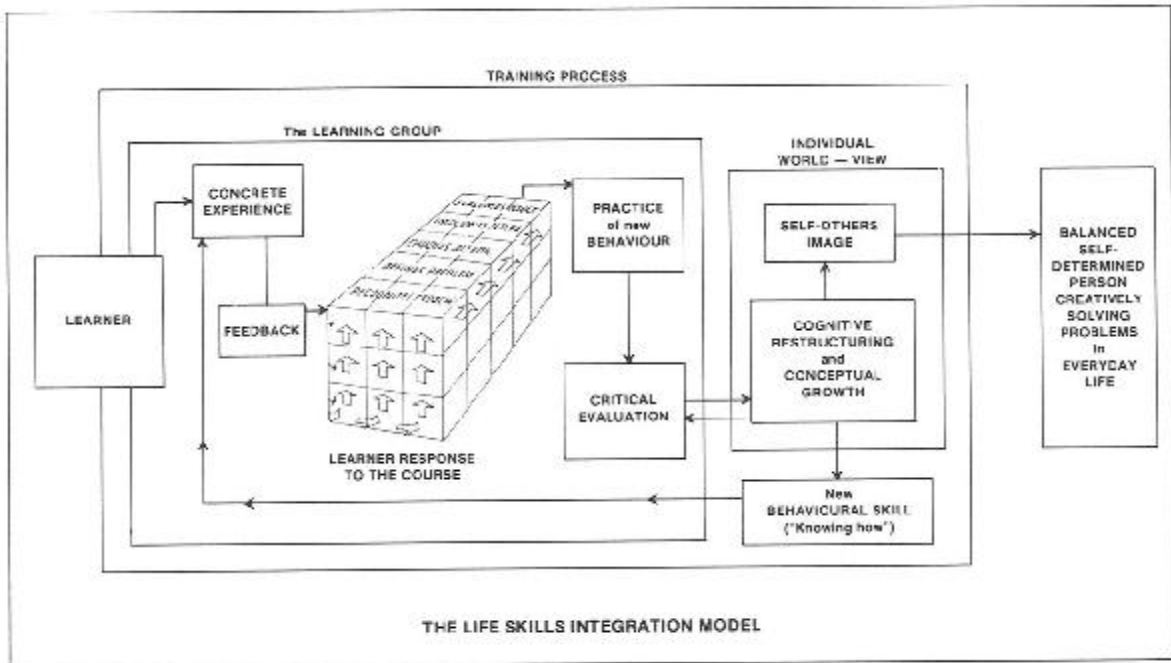 TRAINING PROCESS
The LEARNING GROUP
INDIVIDUAL
WORLD — VIEW
CONCRETE
EXPERIENCE
PRACTICE
of new
BEHAVIOUR
SELF-OTHERS
IMAGE
BALANCED
SELF-
DETERMINED
PERSON
CREATIVELY
SOLVING
PROBLEMS
in
EVERYDAY
LIFE
LEARNER
FEEDBACK
COGNITIVE
RESTRUCTURING
and
CONCEPTUAL
GROWTH
CRITICAL
EVALUATION
LEARNER RESPONSE
TO THE COURSE
New
BEHAVICURAL SKILL
("Knowing how")
THE LIFE SKILLS INTEGRATION MODEL